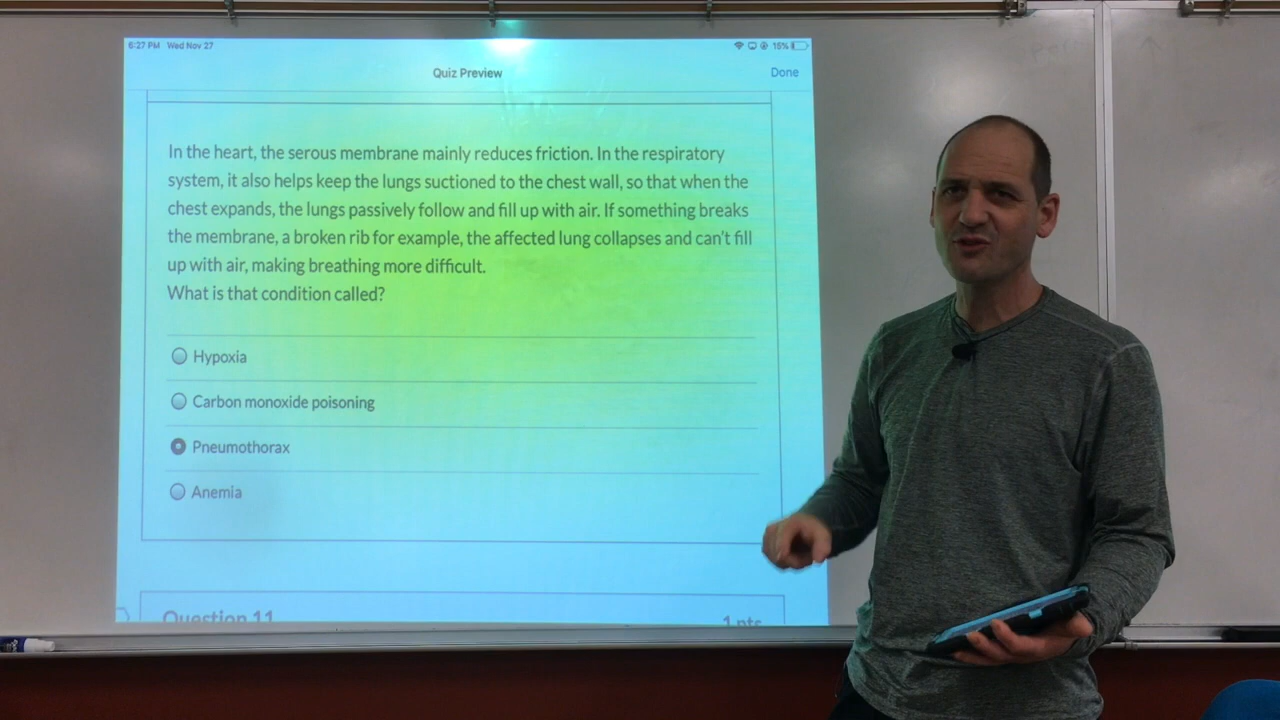 6:27 PM Wed Nov 27
15%
Quiz Preview
Done
In the heart, the serous membrane mainly reduces friction. In the respiratory
system, it also helps keep the lungs suctioned to the chest wall, so that when the
chest expands, the lungs passively follow and fill up with air. If something breaks
the membrane, a broken rib for example, the affected lung collapses and can't fill
up with air, making breathing more difficult.
What is that condition called?
Hypoxia
Carbon monoxide poisoning
Pneumothorax
Anemia
Question 11
1 pts